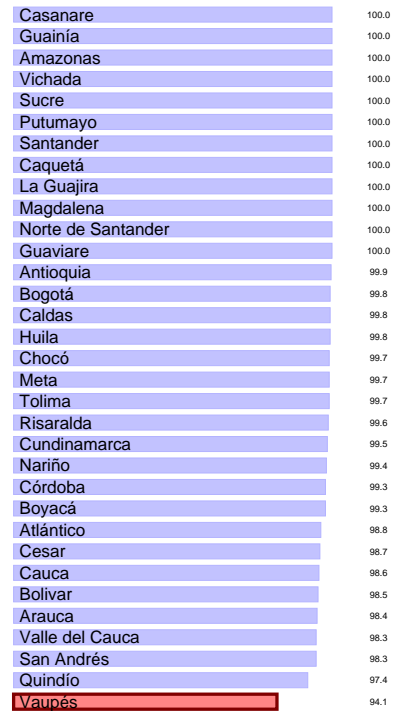 Casanare 100.0
Guainía 100.0
Amazonas 100.0
Vichada 100.0
Sucre 100.0
Putumayo 100.0
Santander 100.0
Caquetá 100.0
La Guajira 100.0
Magdalena 100.0
Norte de Santander 100.0
Guaviare 100.0
Antioquia 99.9
Bogotá 99.8
Caldas 99.8
Huila 99.8
Chocó 99.7
Meta 99.7
Tolima 99.7
Risaralda 99.6
Cundinamarca 99.5
Nariño 99.4
Córdoba 99.3
Boyacá 99.3
Atlántico 98.8
Cesar 98.7
Cauca 98.6
Bolivar 98.5
Arauca 98.4
Valle del Cauca 98.3
San Andrés 98.3
Quindío 97.4
Vaupés 94.1